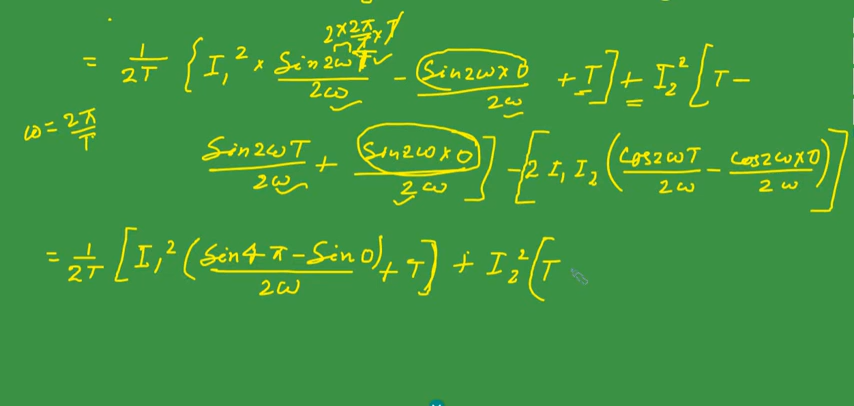 2×2π/T×T
= 1/2T { I₁² × Sin2ωT/2ω − Sin2ω×0/2ω + T ] + I₂² [ T −
ω = 2π/T
Sin2ωT/2ω + Sin2ω×0/2ω ] − [ 2 I₁ I₂ ( Cos2ωT/2ω − Cos2ω×0/2ω ) ]
= 1/2T [ I₁² ( Sin4π − Sin0)/2ω + T ] + I₂² ( T